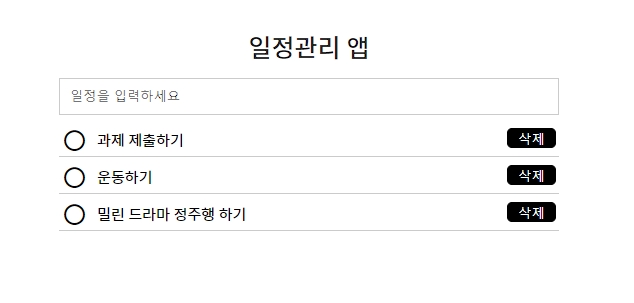 일정관리 앱
일정을 입력하세요
과제 제출하기 삭제
운동하기 삭제
밀린 드라마 정주행 하기 삭제